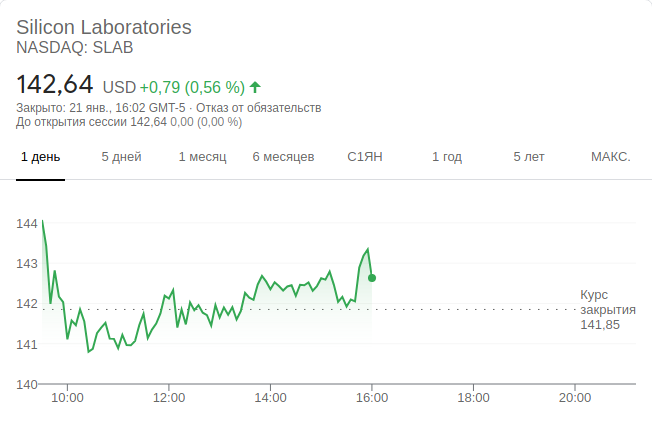 Silicon Laboratories
NASDAQ: SLAB
142,64 USD +0,79 (0,56 %)
Закрыто: 21 янв., 16:02 GMT-5 · Отказ от обязательств
До открытия сессии 142,64 0,00 (0,00 %)
1 день 5 дней 1 месяц 6 месяцев С1ЯН 1 год 5 лет МАКС.
144
143
142
141
140
Курс
закрытия
141,85
10:00 12:00 14:00 16:00 18:00 20:00